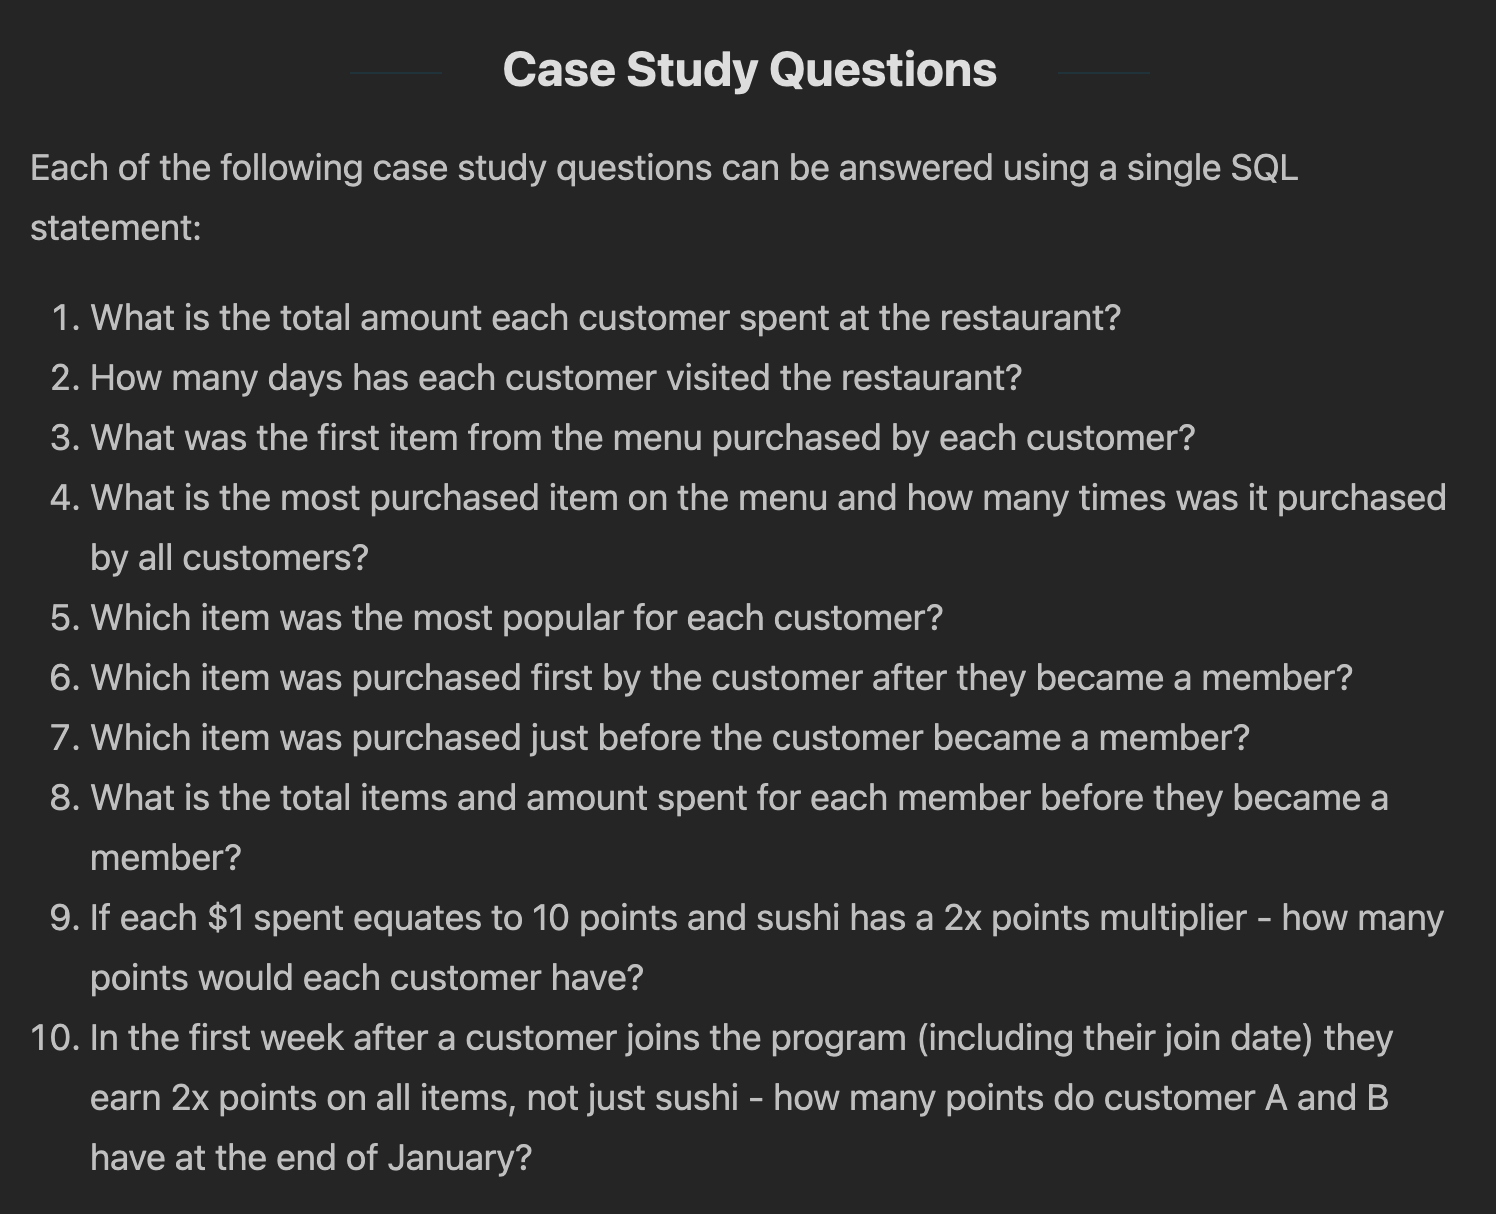 Case Study Questions
Each of the following case study questions can be answered using a single SQL
statement:
1. What is the total amount each customer spent at the restaurant?
2. How many days has each customer visited the restaurant?
3. What was the first item from the menu purchased by each customer?
4. What is the most purchased item on the menu and how many times was it purchased
by all customers?
5. Which item was the most popular for each customer?
6. Which item was purchased first by the customer after they became a member?
7. Which item was purchased just before the customer became a member?
8. What is the total items and amount spent for each member before they became a
member?
9. If each $1 spent equates to 10 points and sushi has a 2x points multiplier - how many
points would each customer have?
10. In the first week after a customer joins the program (including their join date) they
earn 2x points on all items, not just sushi - how many points do customer A and B
have at the end of January?